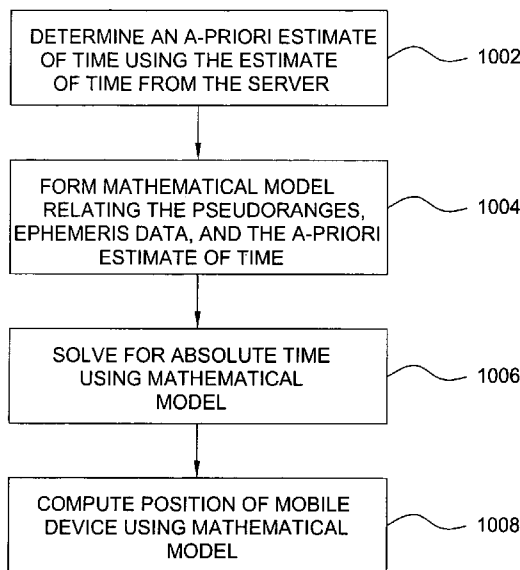 DETERMINE AN A-PRIORI ESTIMATE
OF TIME USING THE ESTIMATE
OF TIME FROM THE SERVER
1002
FORM MATHEMATICAL MODEL
RELATING THE PSEUDORANGES,
EPHEMERIS DATA, AND THE A-PRIORI
ESTIMATE OF TIME
1004
SOLVE FOR ABSOLUTE TIME
USING MATHEMATICAL
MODEL
1006
COMPUTE POSITION OF MOBILE
DEVICE USING MATHEMATICAL
MODEL
1008